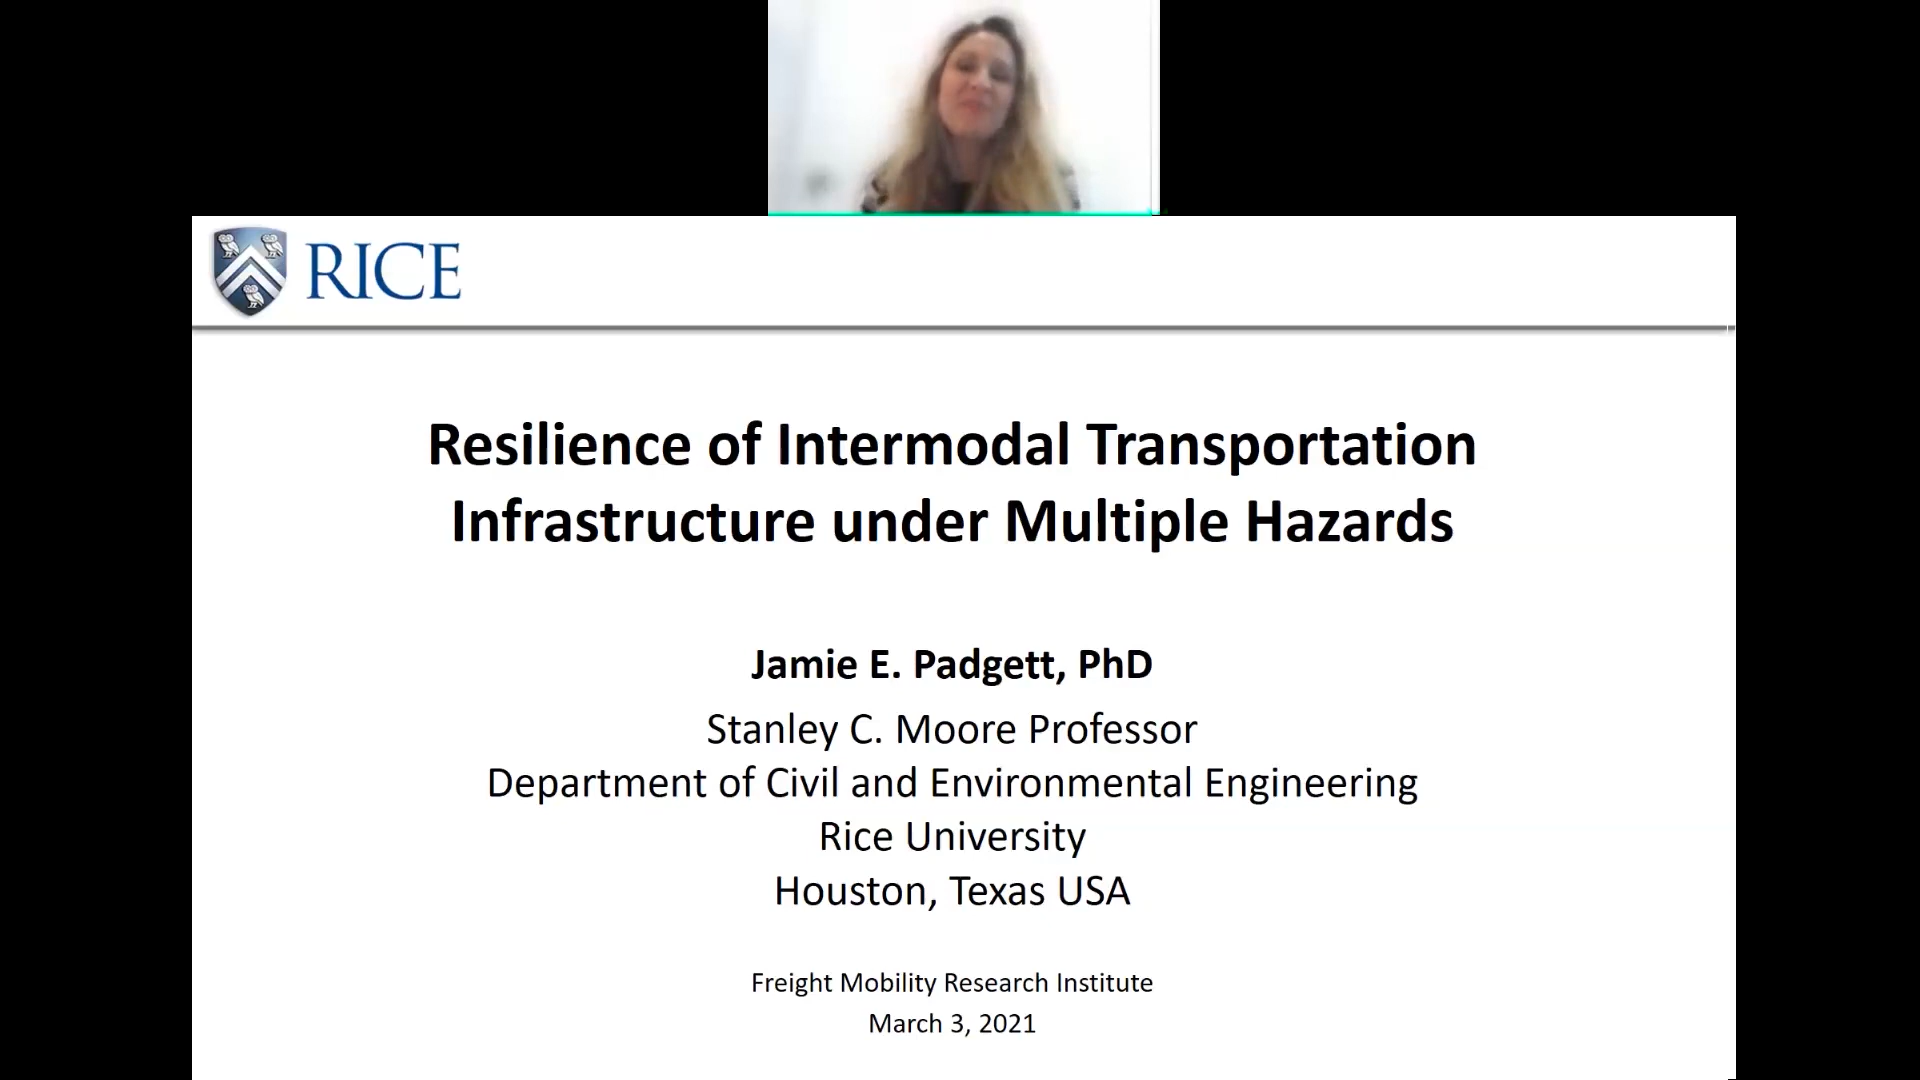 RICE
Resilience of Intermodal Transportation
Infrastructure under Multiple Hazards
Jamie E. Padgett, PhD
Stanley C. Moore Professor
Department of Civil and Environmental Engineering
Rice University
Houston, Texas USA
Freight Mobility Research Institute
March 3, 2021